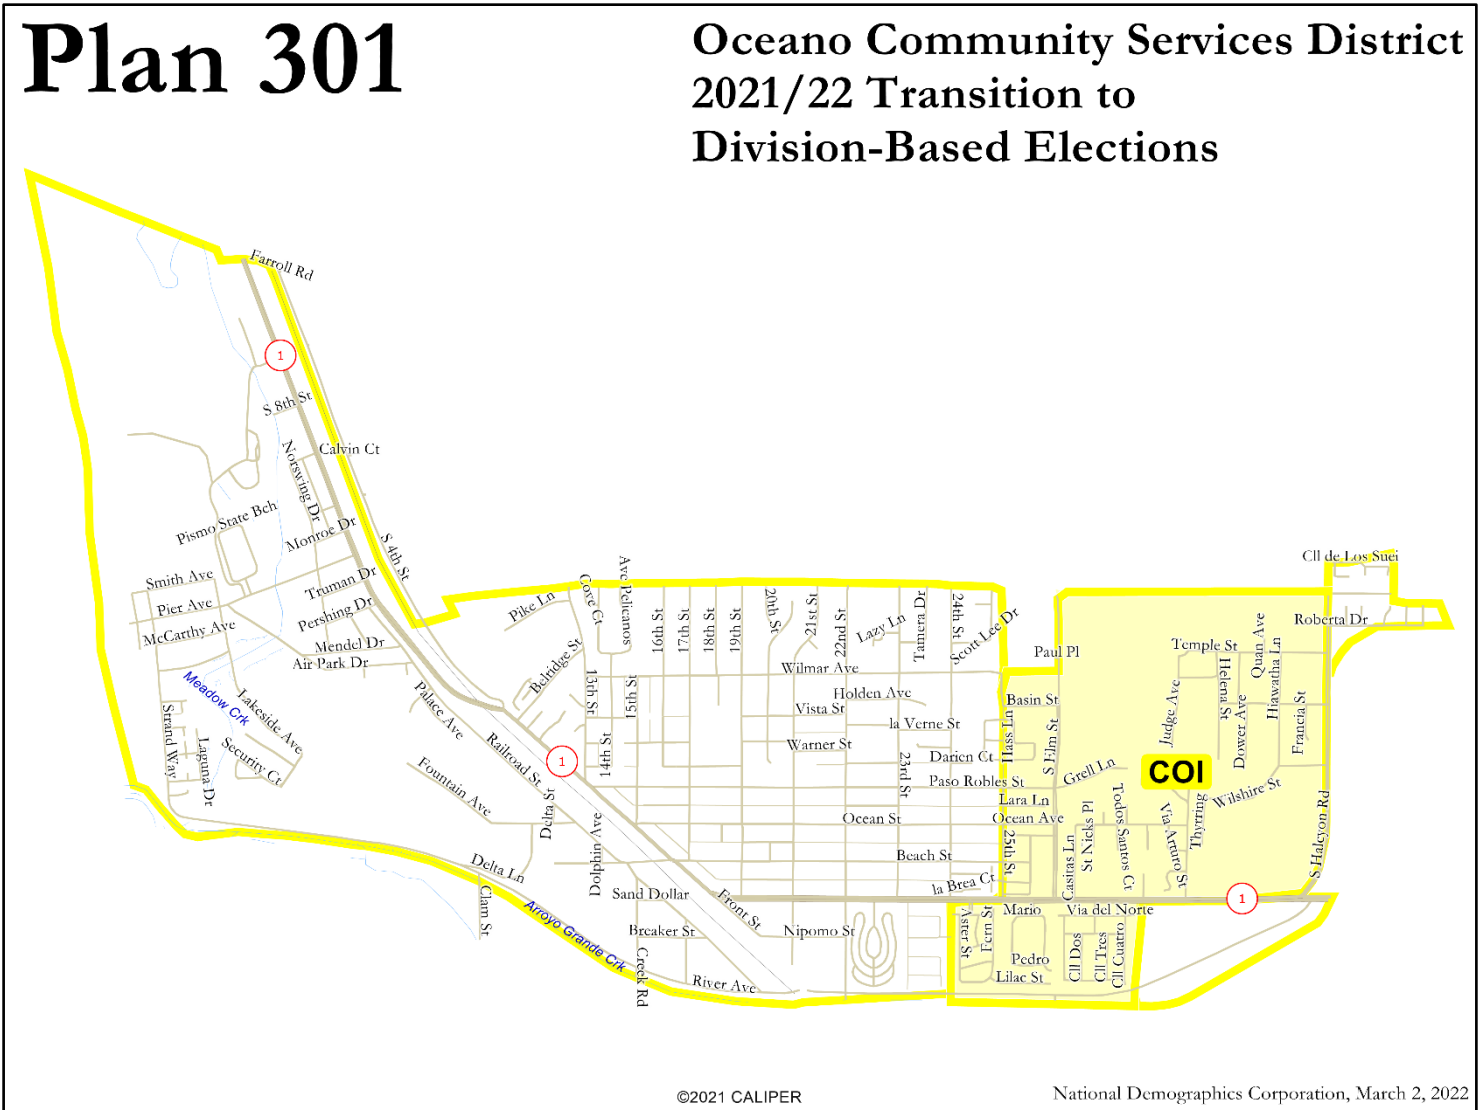 Plan 301
Oceano Community Services District
2021/22 Transition to
Division-Based Elections
Farroll Rd
1
S 8th St
Calvin Ct
Norswing Dr
Pismo State Bch
Monroe Dr
S 4th St
Smith Ave
Truman Dr
Pier Ave
Pershing Dr
McCarthy Ave
Mendel Dr
Air Park Dr
Meadow Crk
Lakeside Ave
Strand Way
Laguna Dr
Security Ct
Palace Ave
Railroad St
Fountain Ave
Delta St
Pike Ln
Cove Ct
Ave Pelicanos
Belridge St
13th St
14th St
15th St
16th St
17th St
18th St
19th St
20th St
21st St
22nd St
Lazy Ln
Tamera Dr
24th St
Scott Lee Dr
Wilmar Ave
Holden Ave
Vista St
la Verne St
Warner St
23rd St
Darien Ct
Paso Robles St
Hass Ln
Basin St
S Elm St
Paul Pl
Lara Ln
Ocean St
Ocean Ave
Beach St
la Brea Ct
25th St
1
Dolphin Ave
Delta Ln
Clam St
Arroyo Grande Crk
Sand Dollar
Breaker St
Creek Rd
River Ave
Front St
Nipomo St
Cll de Los Suei
Roberta Dr
Temple St
Quan Ave
Hiawatha Ln
Helena St
Dower Ave
Francia St
Judge Ave
COI
Grell Ln
Wilshire St
Thyrring
Via Arturo St
Todos Santos Ct
St Nicks Pl
Casitas Ln
S Halcyon Rd
1
Aster St
Fern St
Mario
Via del Norte
Pedro
Lilac St
Cll Dos
Cll Tres
Cll Cuatro
©2021 CALIPER
National Demographics Corporation, March 2, 2022